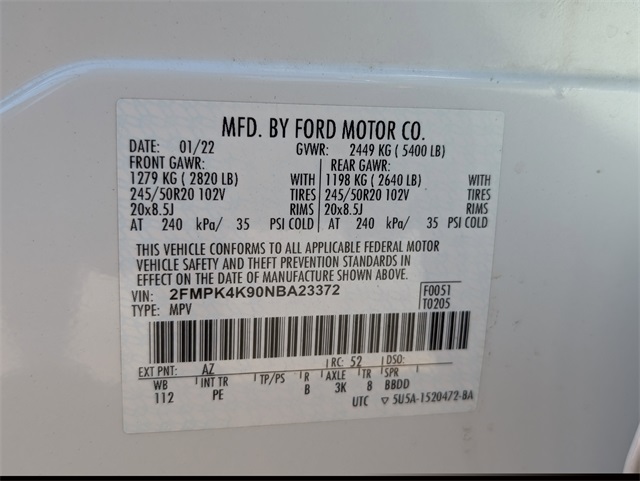 MFD. BY FORD MOTOR CO.
DATE: 01/22 GVWR: 2449 KG ( 5400 LB)
FRONT GAWR: REAR GAWR:
1279 KG ( 2820 LB) WITH 1198 KG ( 2640 LB) WITH
245/50R20 102V TIRES 245/50R20 102V TIRES
20x8.5J RIMS 20x8.5J RIMS
AT 240 kPa/ 35 PSI COLD AT 240 kPa/ 35 PSI COLD
THIS VEHICLE CONFORMS TO ALL APPLICABLE FEDERAL MOTOR
VEHICLE SAFETY AND THEFT PREVENTION STANDARDS IN
EFFECT ON THE DATE OF MANUFACTURE SHOWN ABOVE.
VIN: 2FMPK4K90NBA23372 F0051
TYPE: MPV T0205
EXT PNT: AZ RC: 52 DSO:
WB INT TR TP/PS R AXLE TR SPR
112 PE B 3K 8 BBDD
UTC ▽ 5U5A-1520472-BA